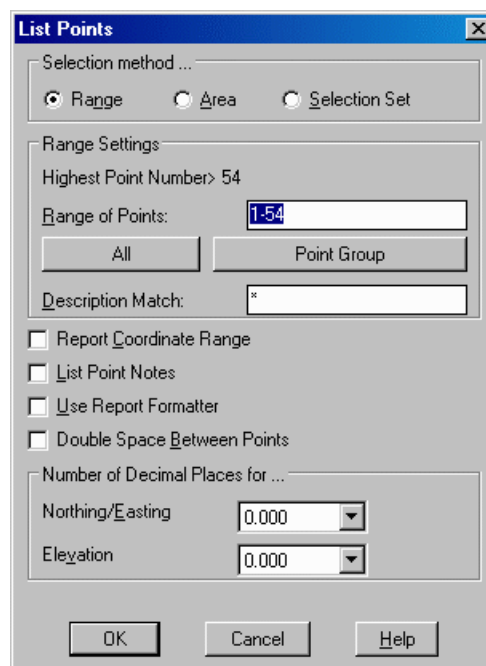 List Points
Selection method ...
Range Area Selection Set
Range Settings
Highest Point Number> 54
Range of Points: 1-54
All Point Group
Description Match: *
Report Coordinate Range
List Point Notes
Use Report Formatter
Double Space Between Points
Number of Decimal Places for ...
Northing/Easting 0.000
Elevation 0.000
OK Cancel Help